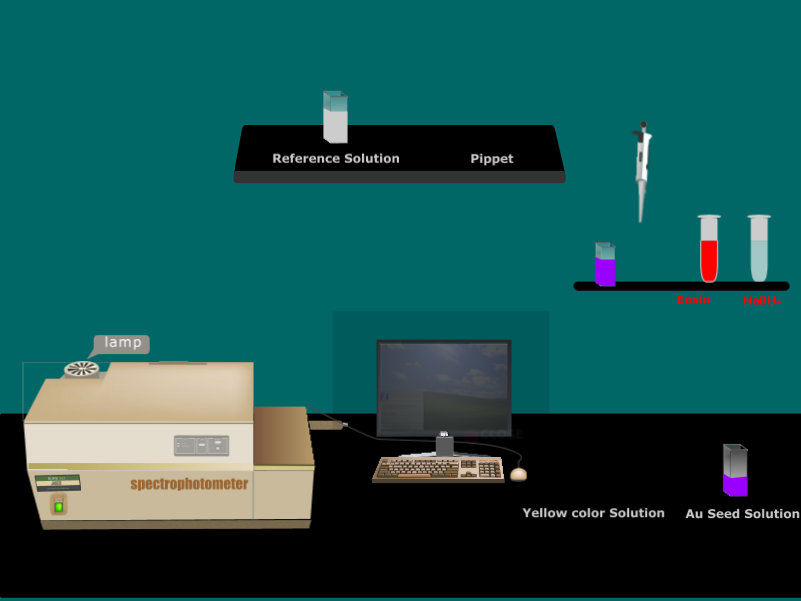 Reference Solution
Pippet
Eosin
NaBH₄
lamp
spectrophotometer
Yellow color Solution
Au Seed Solution